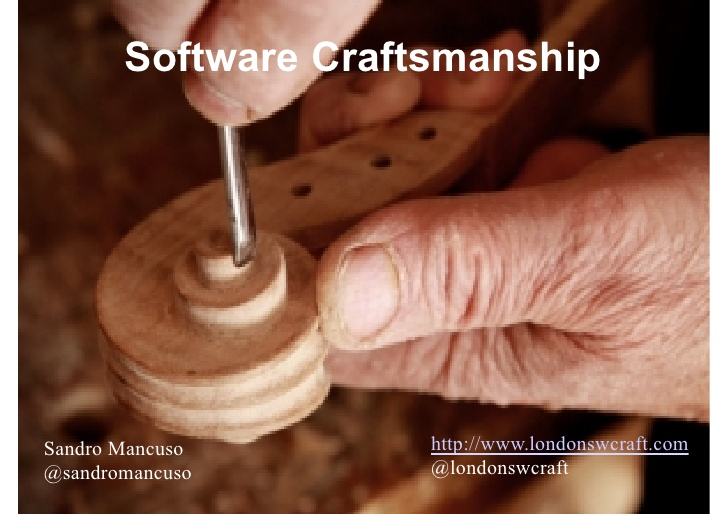 Software Craftsmanship
Sandro Mancuso
@sandromancuso
http://www.londonswcraft.com
@londonswcraft